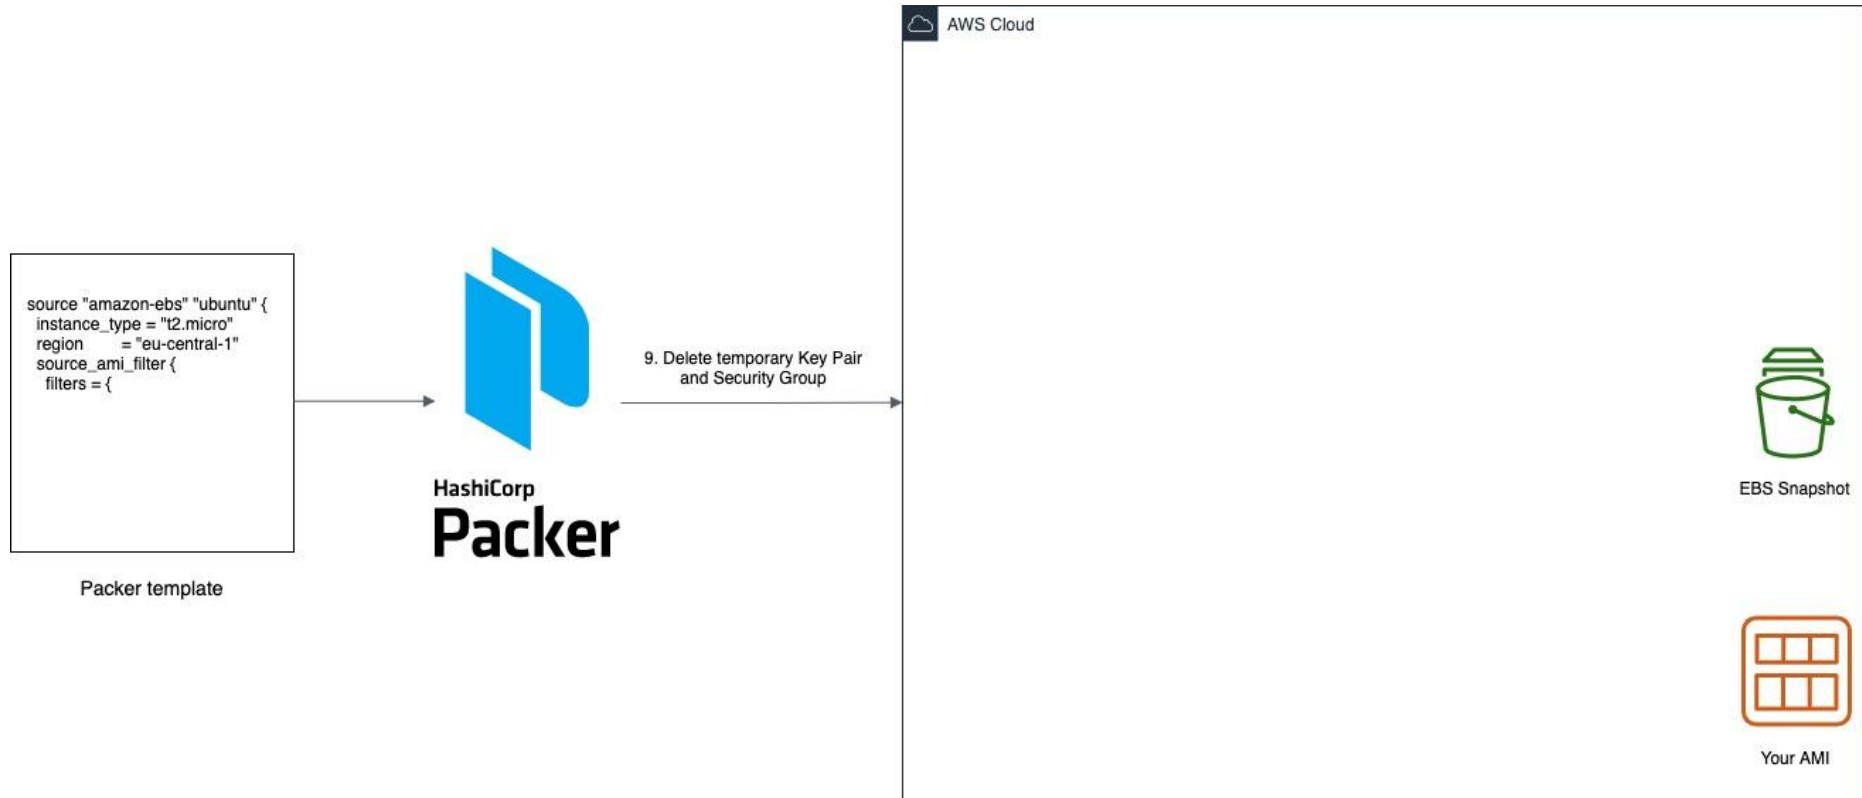 AWS Cloud
source "amazon-ebs" "ubuntu" {
instance_type = "t2.micro"
region = "eu-central-1"
source_ami_filter {
filters = {
Packer template
HashiCorp
Packer
9. Delete temporary Key Pair
and Security Group
EBS Snapshot
Your AMI